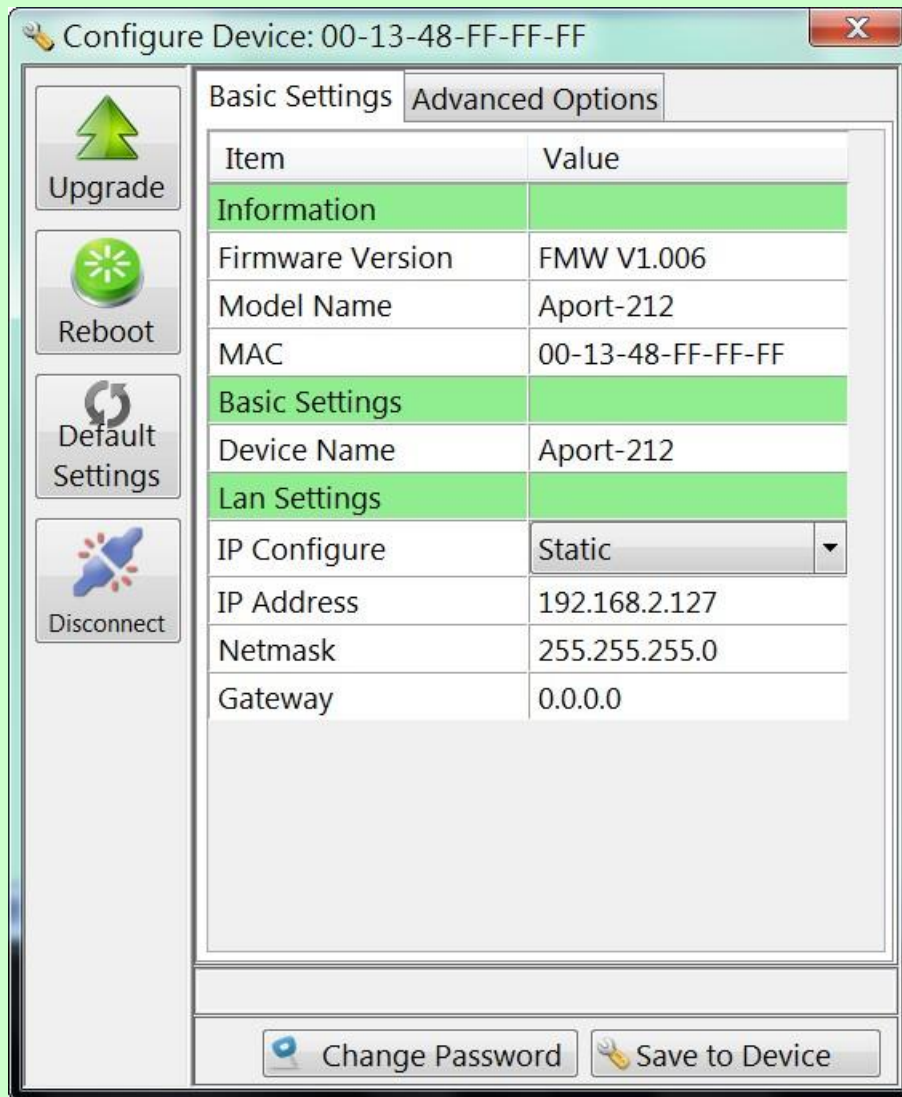 Configure Device: 00-13-48-FF-FF-FF
X
Upgrade
Reboot
Default
Settings
Disconnect
Basic Settings Advanced Options
Item Value
Information
Firmware Version FMW V1.006
Model Name Aport-212
MAC 00-13-48-FF-FF-FF
Basic Settings
Device Name Aport-212
Lan Settings
IP Configure Static
IP Address 192.168.2.127
Netmask 255.255.255.0
Gateway 0.0.0.0
Change Password Save to Device